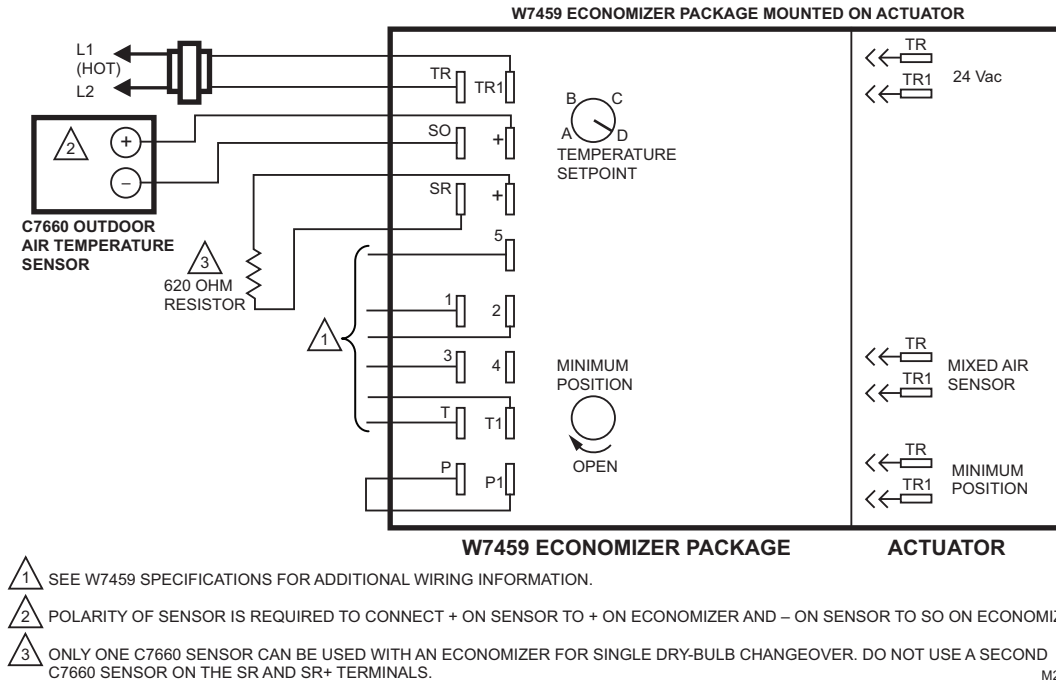 W7459 ECONOMIZER PACKAGE MOUNTED ON ACTUATOR
L1
(HOT)
L2
TR
TR1
TR
TR1
24 Vac
2
+
–
SO
+
B
C
A
D
TEMPERATURE
SETPOINT
C7660 OUTDOOR
AIR TEMPERATURE
SENSOR
SR
+
3
620 OHM
RESISTOR
5
1
1
2
3
4
T
T1
P
P1
MINIMUM
POSITION
OPEN
TR
TR1
MIXED AIR
SENSOR
TR
TR1
MINIMUM
POSITION
W7459 ECONOMIZER PACKAGE
ACTUATOR
1 SEE W7459 SPECIFICATIONS FOR ADDITIONAL WIRING INFORMATION.
2 POLARITY OF SENSOR IS REQUIRED TO CONNECT + ON SENSOR TO + ON ECONOMIZER AND – ON SENSOR TO SO ON ECONOMIZ
3 ONLY ONE C7660 SENSOR CAN BE USED WITH AN ECONOMIZER FOR SINGLE DRY-BULB CHANGEOVER. DO NOT USE A SECOND
C7660 SENSOR ON THE SR AND SR+ TERMINALS.
M2